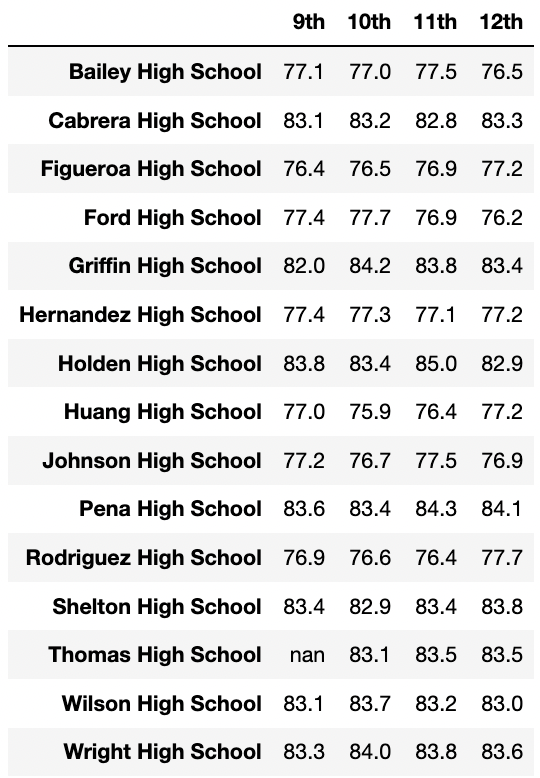 9th 10th 11th 12th
Bailey High School 77.1 77.0 77.5 76.5
Cabrera High School 83.1 83.2 82.8 83.3
Figueroa High School 76.4 76.5 76.9 77.2
Ford High School 77.4 77.7 76.9 76.2
Griffin High School 82.0 84.2 83.8 83.4
Hernandez High School 77.4 77.3 77.1 77.2
Holden High School 83.8 83.4 85.0 82.9
Huang High School 77.0 75.9 76.4 77.2
Johnson High School 77.2 76.7 77.5 76.9
Pena High School 83.6 83.4 84.3 84.1
Rodriguez High School 76.9 76.6 76.4 77.7
Shelton High School 83.4 82.9 83.4 83.8
Thomas High School nan 83.1 83.5 83.5
Wilson High School 83.1 83.7 83.2 83.0
Wright High School 83.3 84.0 83.8 83.6